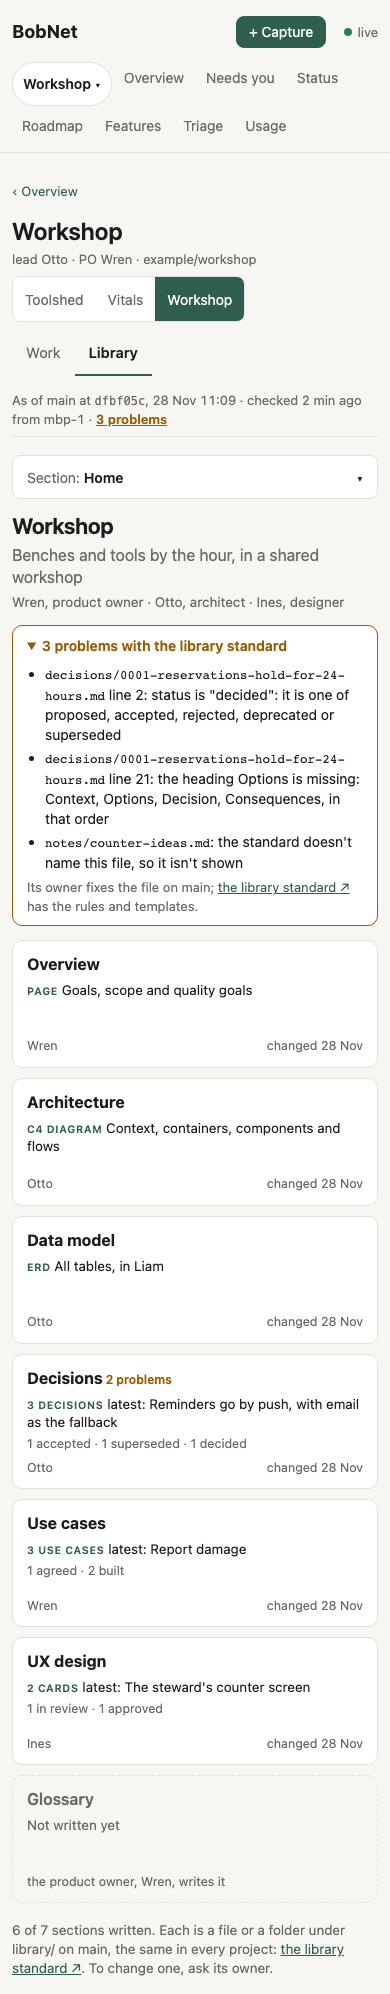 BobNet
+ Capture
live
Workshop ▾
Overview
Needs you
Status
Roadmap
Features
Triage
Usage
‹ Overview
Workshop
lead Otto · PO Wren · example/workshop
Toolshed
Vitals
Workshop
Work
Library
As of main at dfbf05c, 28 Nov 11:09 · checked 2 min ago
from mbp-1 · 3 problems
Section: Home ▾
Workshop
Benches and tools by the hour, in a shared
workshop
Wren, product owner · Otto, architect · Ines, designer
▼ 3 problems with the library standard
• decisions/0001-reservations-hold-for-24-
hours.md line 2: status is "decided": it is one of
proposed, accepted, rejected, deprecated or
superseded
• decisions/0001-reservations-hold-for-24-
hours.md line 21: the heading Options is missing:
Context, Options, Decision, Consequences, in
that order
• notes/counter-ideas.md: the standard doesn't
name this file, so it isn't shown
Its owner fixes the file on main; the library standard ↗
has the rules and templates.
Overview
PAGE Goals, scope and quality goals
Wren
changed 28 Nov
Architecture
C4 DIAGRAM Context, containers, components and
flows
Otto
changed 28 Nov
Data model
ERD All tables, in Liam
Otto
changed 28 Nov
Decisions 2 problems
3 DECISIONS latest: Reminders go by push, with email
as the fallback
1 accepted · 1 superseded · 1 decided
Otto
changed 28 Nov
Use cases
3 USE CASES latest: Report damage
1 agreed · 2 built
Wren
changed 28 Nov
UX design
2 CARDS latest: The steward's counter screen
1 in review · 1 approved
Ines
changed 28 Nov
Glossary
Not written yet
the product owner, Wren, writes it
6 of 7 sections written. Each is a file or a folder under
library/ on main, the same in every project: the library
standard ↗. To change one, ask its owner.